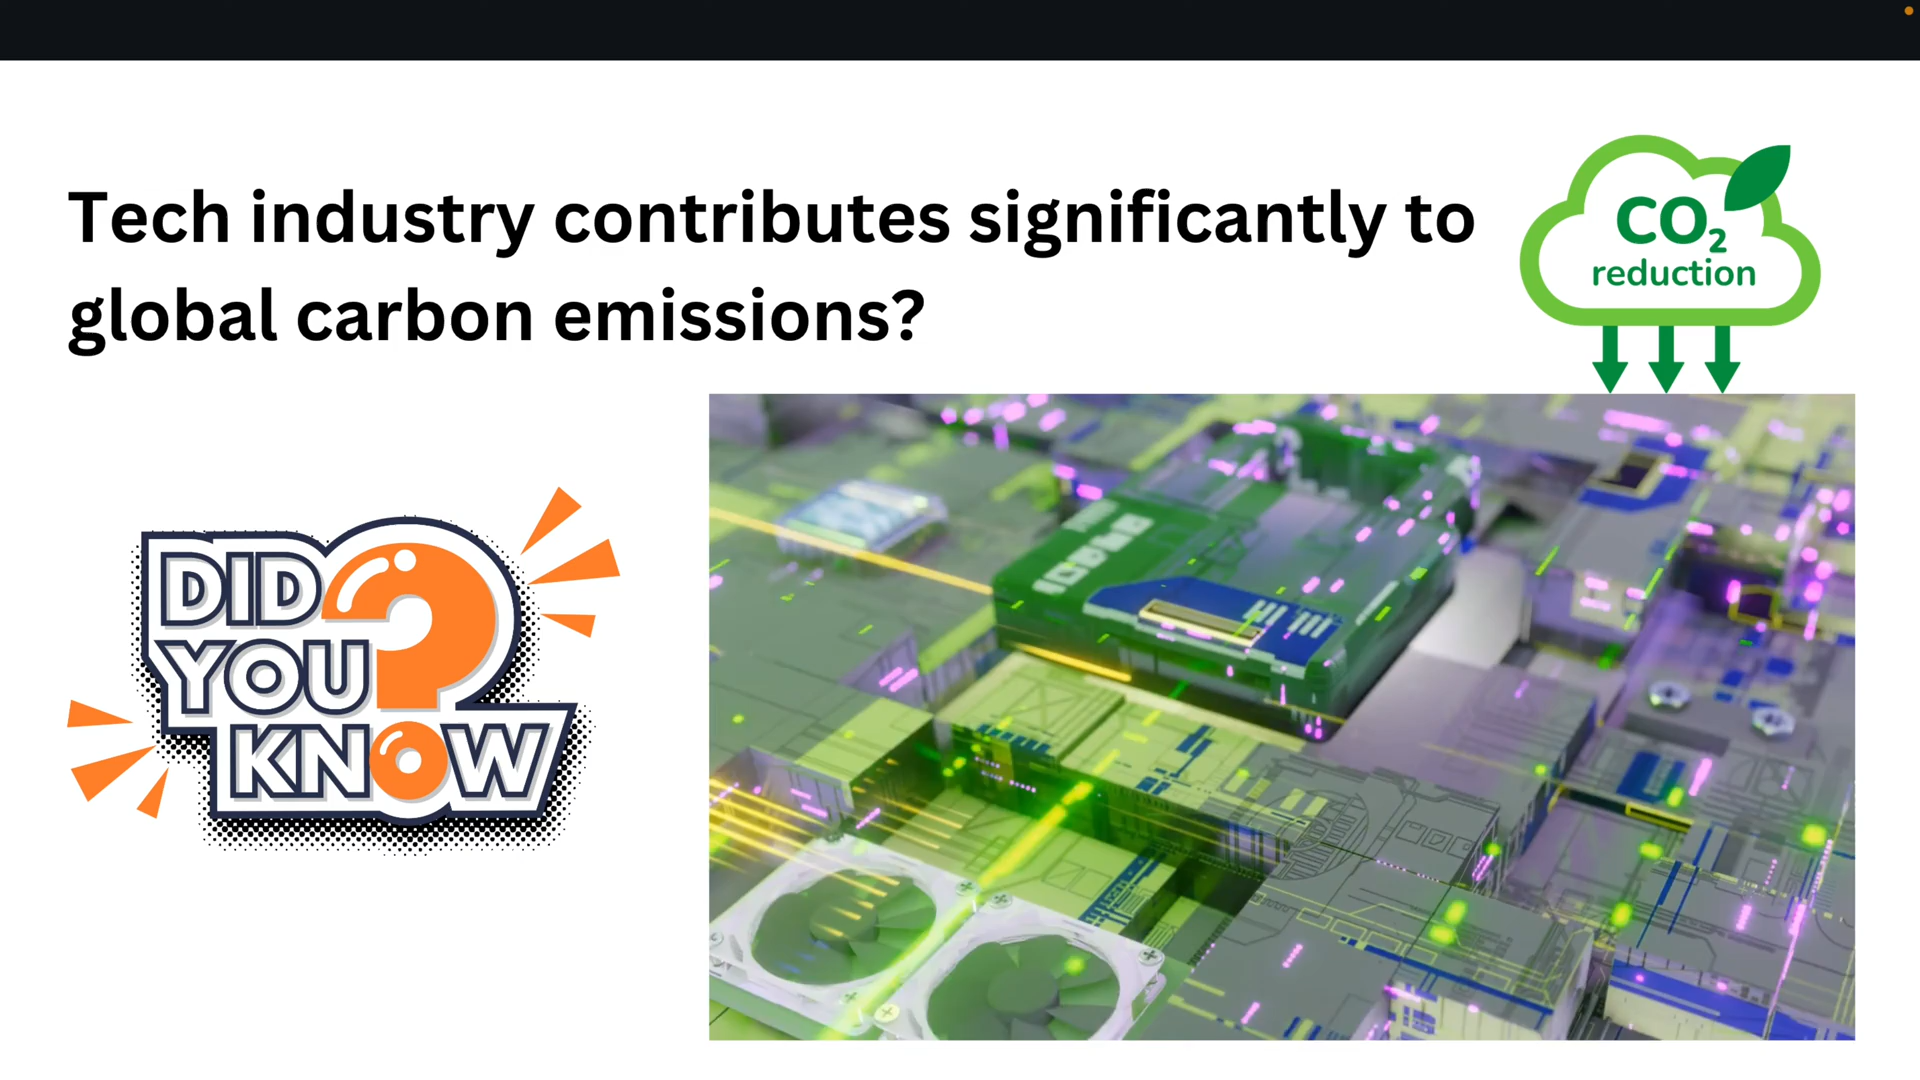 Tech industry contributes significantly to
global carbon emissions?
CO2
reduction
DID
YOU
KNOW